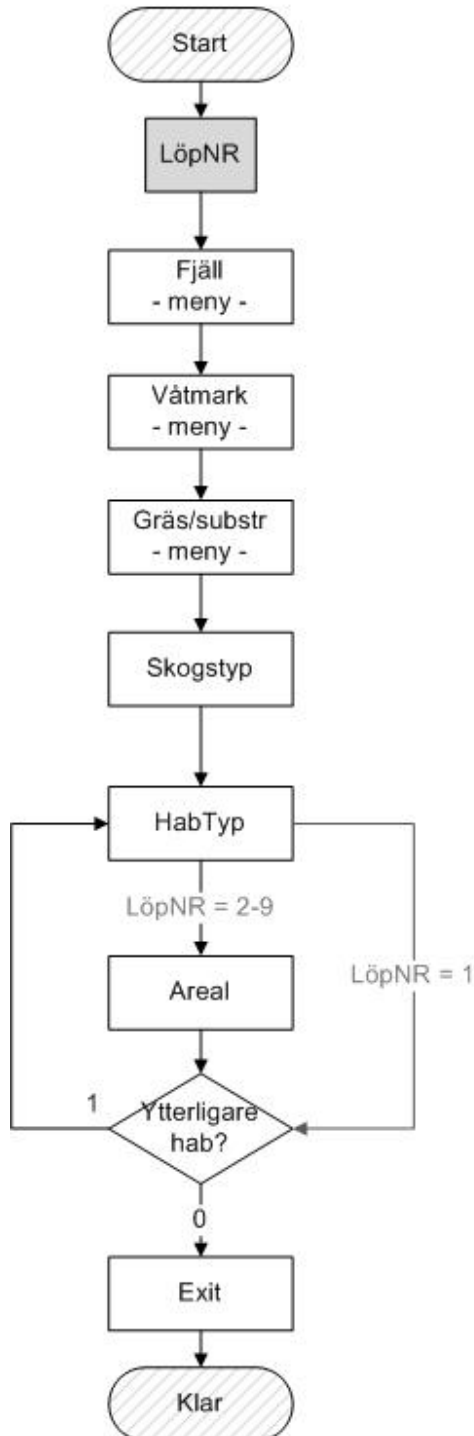 Start
LöpNR
Fjäll
- meny -
Våtmark
- meny -
Gräs/substr
- meny -
Skogstyp
HabTyp
LöpNR = 2-9
LöpNR = 1
Areal
Ytterligare
hab?
1
0
Exit
Klar